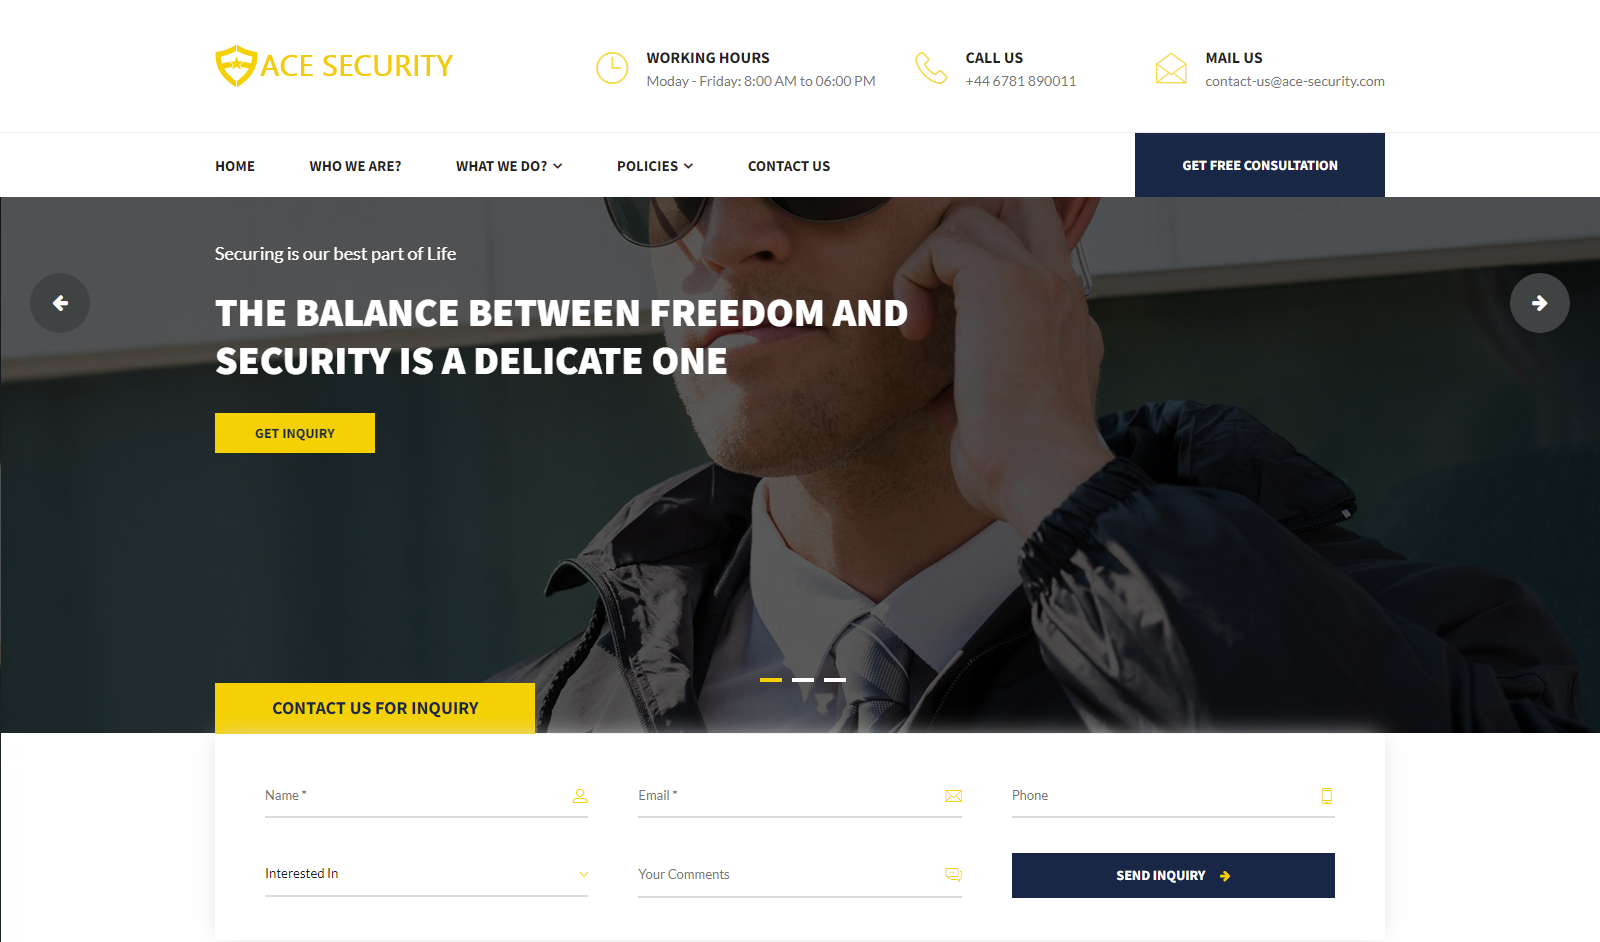 ACE SECURITY
WORKING HOURS
Moday - Friday: 8:00 AM to 06:00 PM
CALL US
+44 6781 890011
MAIL US
contact-us@ace-security.com
HOME
WHO WE ARE?
WHAT WE DO?
POLICIES
CONTACT US
GET FREE CONSULTATION
Securing is our best part of Life
THE BALANCE BETWEEN FREEDOM AND
SECURITY IS A DELICATE ONE
GET INQUIRY
CONTACT US FOR INQUIRY
Name *
Email *
Phone
Interested In
Your Comments
SEND INQUIRY